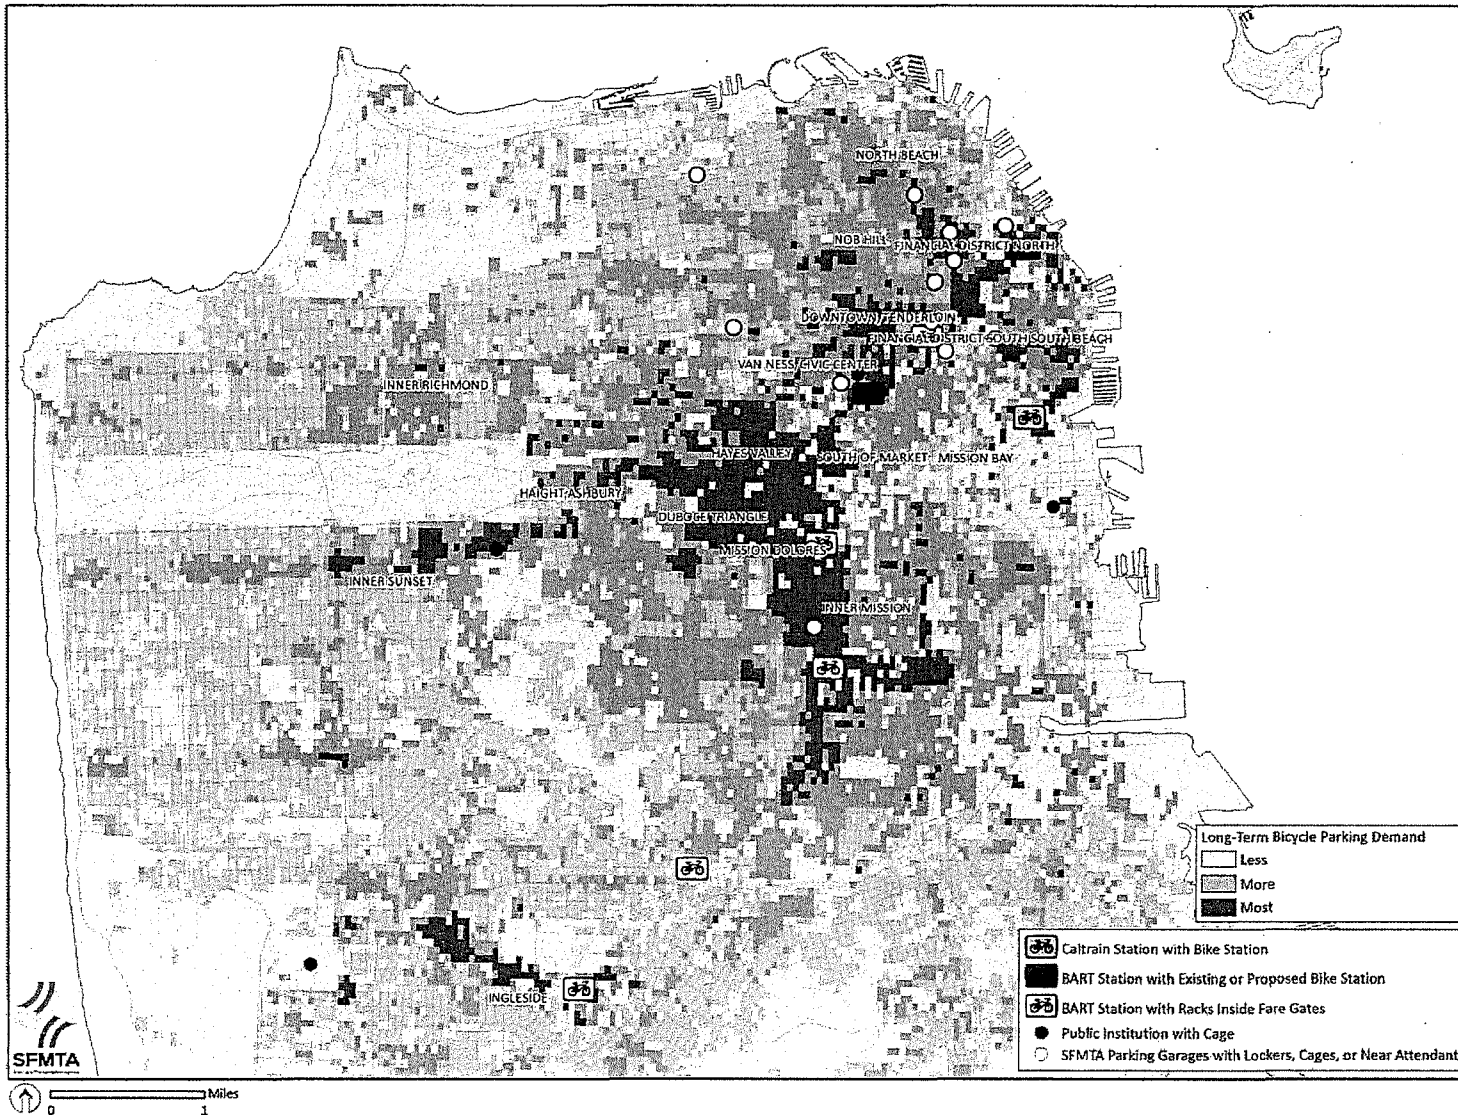 NORTH BEACH
NOB HILL
FINANCIAL DISTRICT NORTH
DOWNTOWN/TENDERLOIN
FINANCIAL DISTRICT SOUTH SOUTH BEACH
VAN NESS/CIVIC CENTER
INNER RICHMOND
HAYES VALLEY
SOUTH OF MARKET
MISSION BAY
HAIGHT ASHBURY
DUBOCE TRIANGLE
MISSION DOLORES
INNER SUNSET
INNER MISSION
INGLESIDE
Long-Term Bicycle Parking Demand
Less
More
Most
Caltrain Station with Bike Station
BART Station with Existing or Proposed Bike Station
BART Station with Racks Inside Fare Gates
Public Institution with Cage
SFMTA Parking Garages with Lockers, Cages, or Near Attendant
SFMTA
Miles
0 1